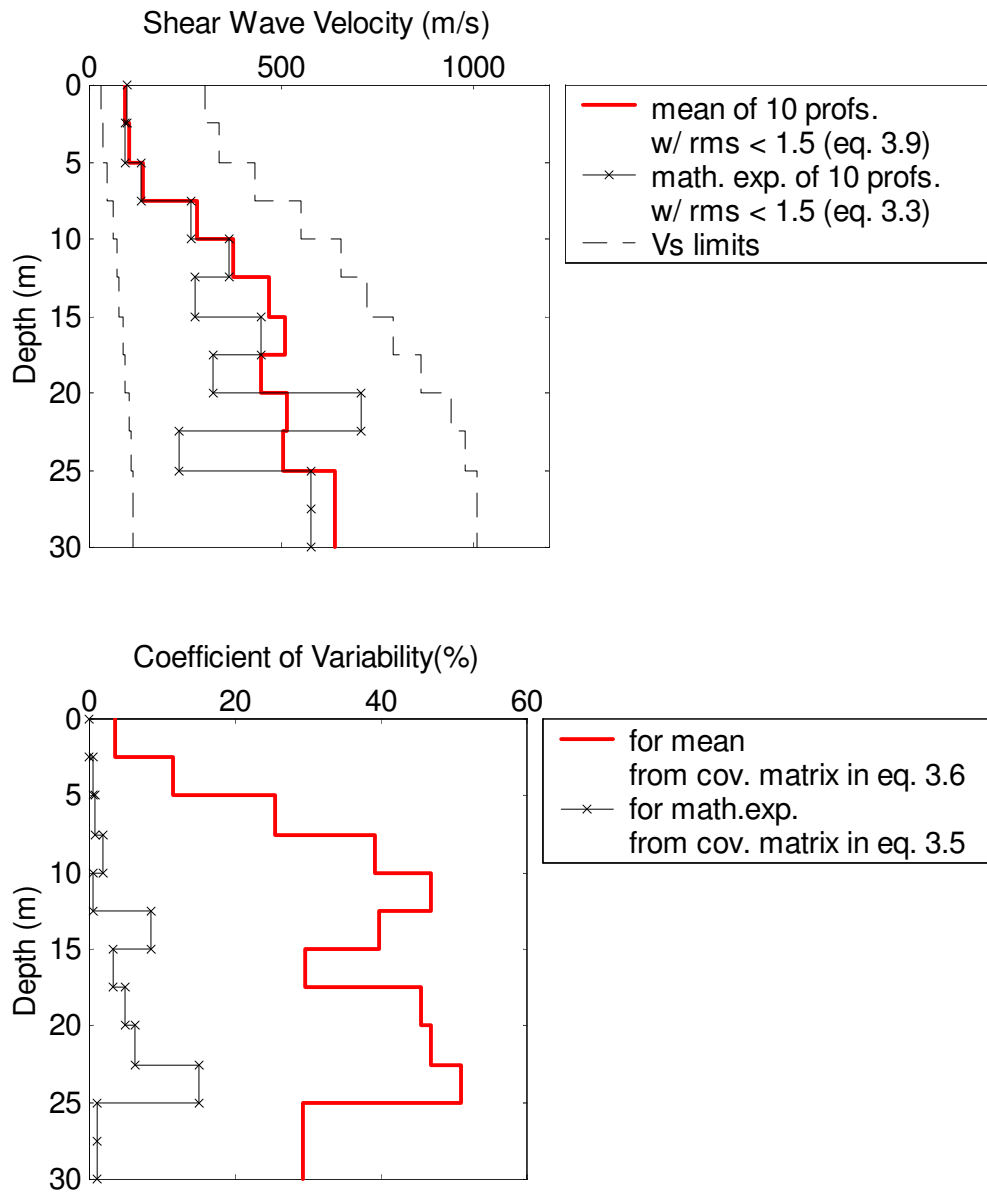 Shear Wave Velocity (m/s)
0 500 1000
0
5
10
15
20
25
30
Depth (m)
mean of 10 profs.
w/ rms < 1.5 (eq. 3.9)
math. exp. of 10 profs.
w/ rms < 1.5 (eq. 3.3)
Vs limits
Coefficient of Variability(%)
0 20 40 60
0
5
10
15
20
25
30
Depth (m)
for mean
from cov. matrix in eq. 3.6
for math.exp.
from cov. matrix in eq. 3.5